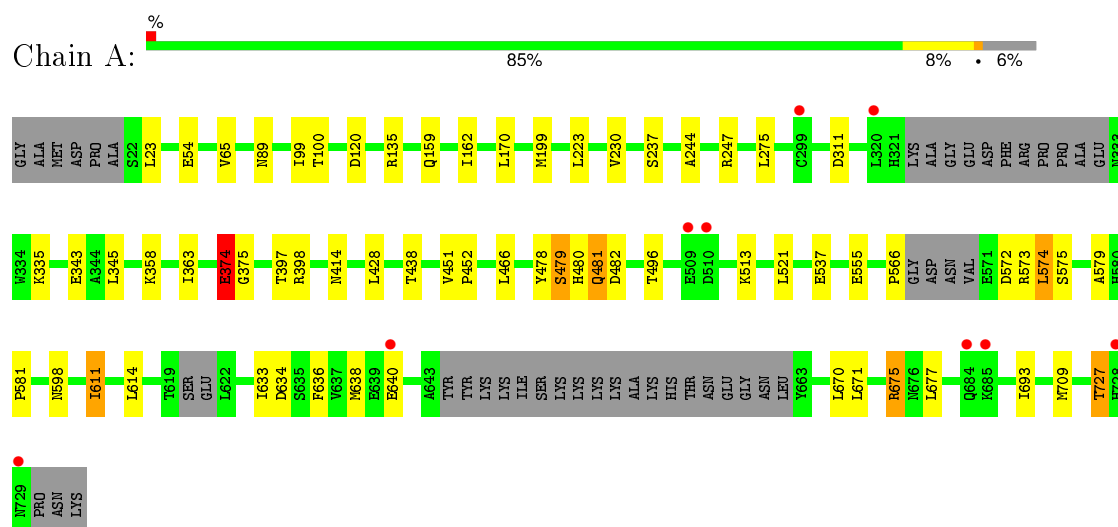 %
Chain A:
85% 8% • 6%
GLY ALA MET ASP PRO ALA S22 L23 E54 V65 N89 I99 T100 D120 R135 Q159 I162 L170 M199 L223 V230 S237 A244 R247 L275 C299 D311 L320 H321 LYS ALA GLY GLU ASP PHE ARG PRO PRO ALA GLU N333
W334 K335 E343 A344 L345 K358 I363 E374 G375 T397 R398 N414 L428 T438 V451 P452 L466 Y478 S479 H480 Q481 D482 T496 E509 D510 K513 L521 E537 E555 P566 GLY ASP ASN VAL E571 D572 R573 L574 S575 A579 H580
P581 N598 I611 L614 T619 SER GLU L622 I633 D634 S635 F636 V637 M638 E639 E640 A643 TYR TYR LYS LYS ILE SER LYS LYS LYS LYS ALA LYS HIS THR ASN GLU GLY ASN LEU Y663 L670 L671 R675 N676 L677 Q684 K685 I693 M709 T727 H728
N729 PRO ASN LYS